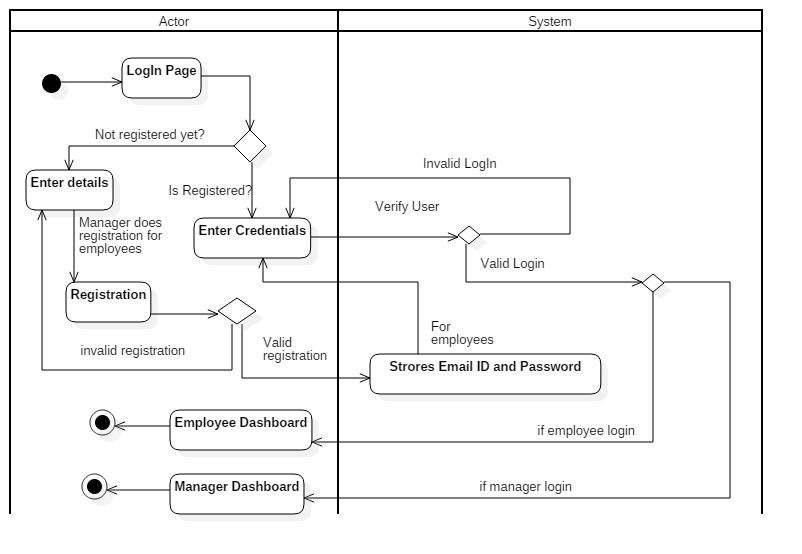 Actor
System
LogIn Page
Not registered yet?
Invalid LogIn
Enter details
Is Registered?
Verify User
Manager does
registration for
employees
Enter Credentials
Valid Login
Registration
For
employees
invalid registration
Valid
registration
Strores Email ID and Password
Employee Dashboard
if employee login
Manager Dashboard
if manager login